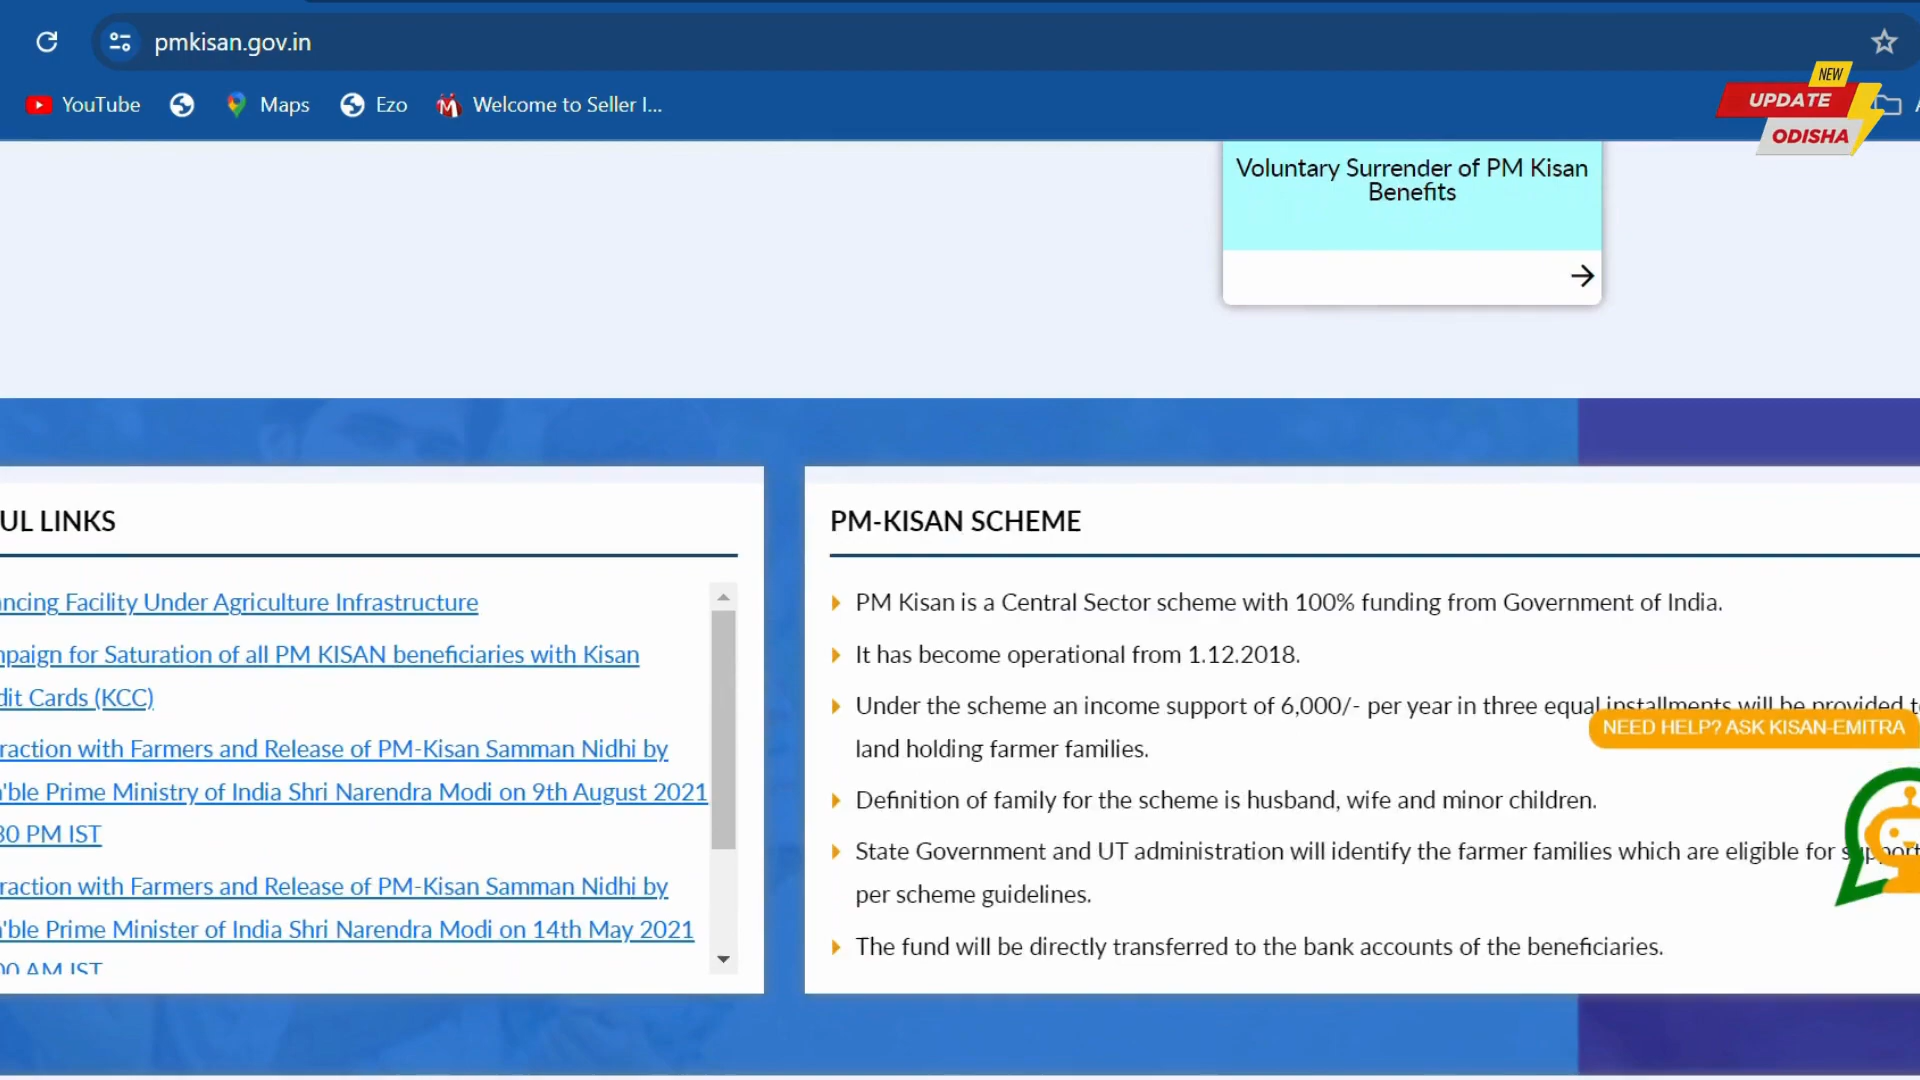 pmkisan.gov.in
YouTube
Maps
Ezo
Welcome to Seller I...
NEW
UPDATE
ODISHA
Voluntary Surrender of PM Kisan
Benefits
UL LINKS
ncing Facility Under Agriculture Infrastructure
paign for Saturation of all PM KISAN beneficiaries with Kisan
dit Cards (KCC)
raction with Farmers and Release of PM-Kisan Samman Nidhi by
'ble Prime Ministry of India Shri Narendra Modi on 9th August 2021
30 PM IST
raction with Farmers and Release of PM-Kisan Samman Nidhi by
'ble Prime Minister of India Shri Narendra Modi on 14th May 2021
00 AM IST
PM-KISAN SCHEME
PM Kisan is a Central Sector scheme with 100% funding from Government of India.
It has become operational from 1.12.2018.
Under the scheme an income support of 6,000/- per year in three equal installments will be provided
land holding farmer families.
Definition of family for the scheme is husband, wife and minor children.
State Government and UT administration will identify the farmer families which are eligible for support
per scheme guidelines.
The fund will be directly transferred to the bank accounts of the beneficiaries.
NEED HELP? ASK KISAN-EMITRA